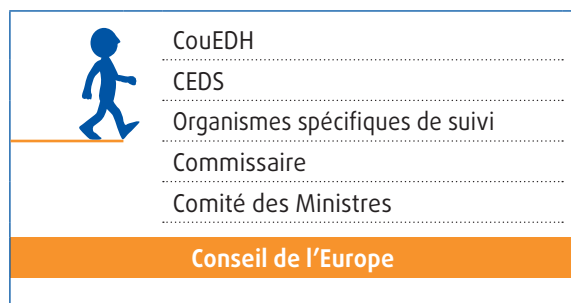 CouEDH
CEDS
Organismes spécifiques de suivi
Commissaire
Comité des Ministres
Conseil de l'Europe